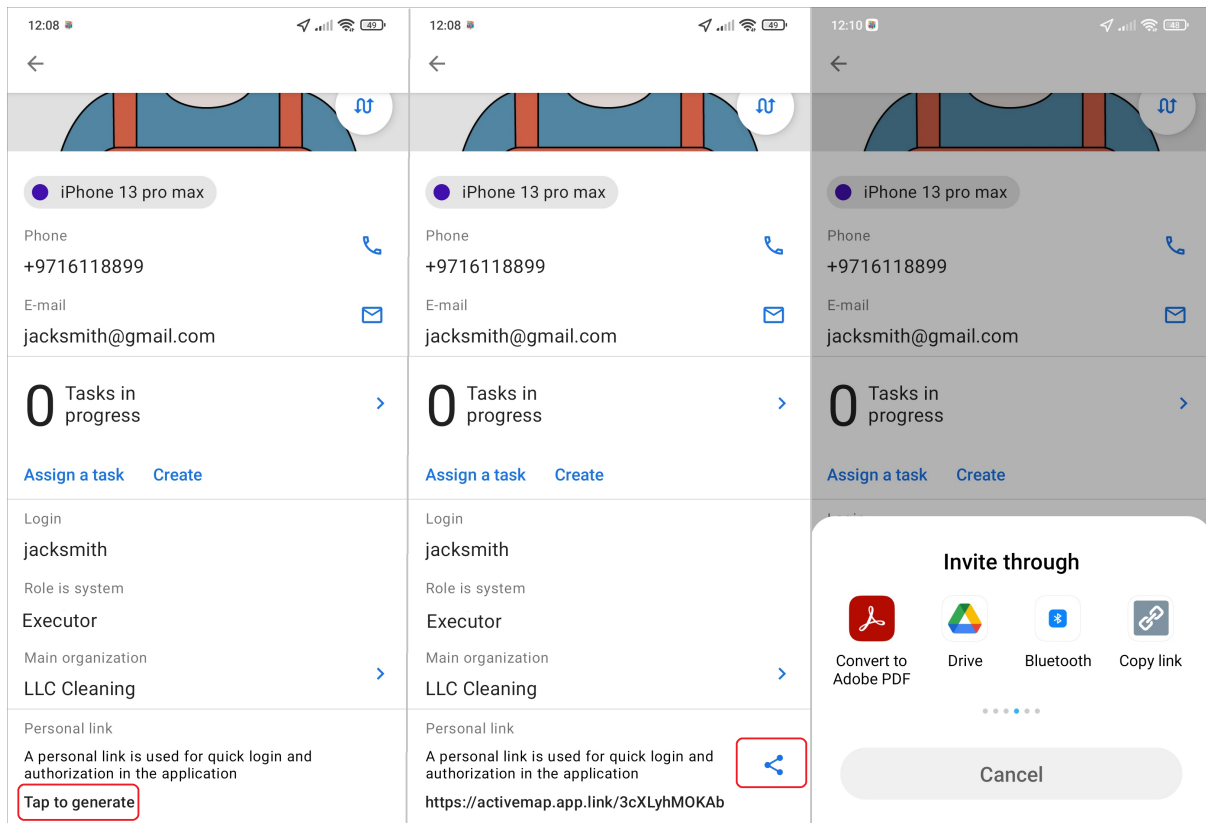 12:08
49
iPhone 13 pro max
Phone
+9716118899
E-mail
jacksmith@gmail.com
0 Tasks in
progress
Assign a task Create
Login
jacksmith
Role is system
Executor
Main organization
LLC Cleaning
Personal link
A personal link is used for quick login and
authorization in the application
Tap to generate
12:08
49
iPhone 13 pro max
Phone
+9716118899
E-mail
jacksmith@gmail.com
0 Tasks in
progress
Assign a task Create
Login
jacksmith
Role is system
Executor
Main organization
LLC Cleaning
Personal link
A personal link is used for quick login and
authorization in the application
https://activemap.app.link/3cXLyhMOKAb
12:10
48
iPhone 13 pro max
Phone
+9716118899
E-mail
jacksmith@gmail.com
0 Tasks in
progress
Assign a task Create
Invite through
Convert to
Adobe PDF
Drive
Bluetooth
Copy link
Cancel